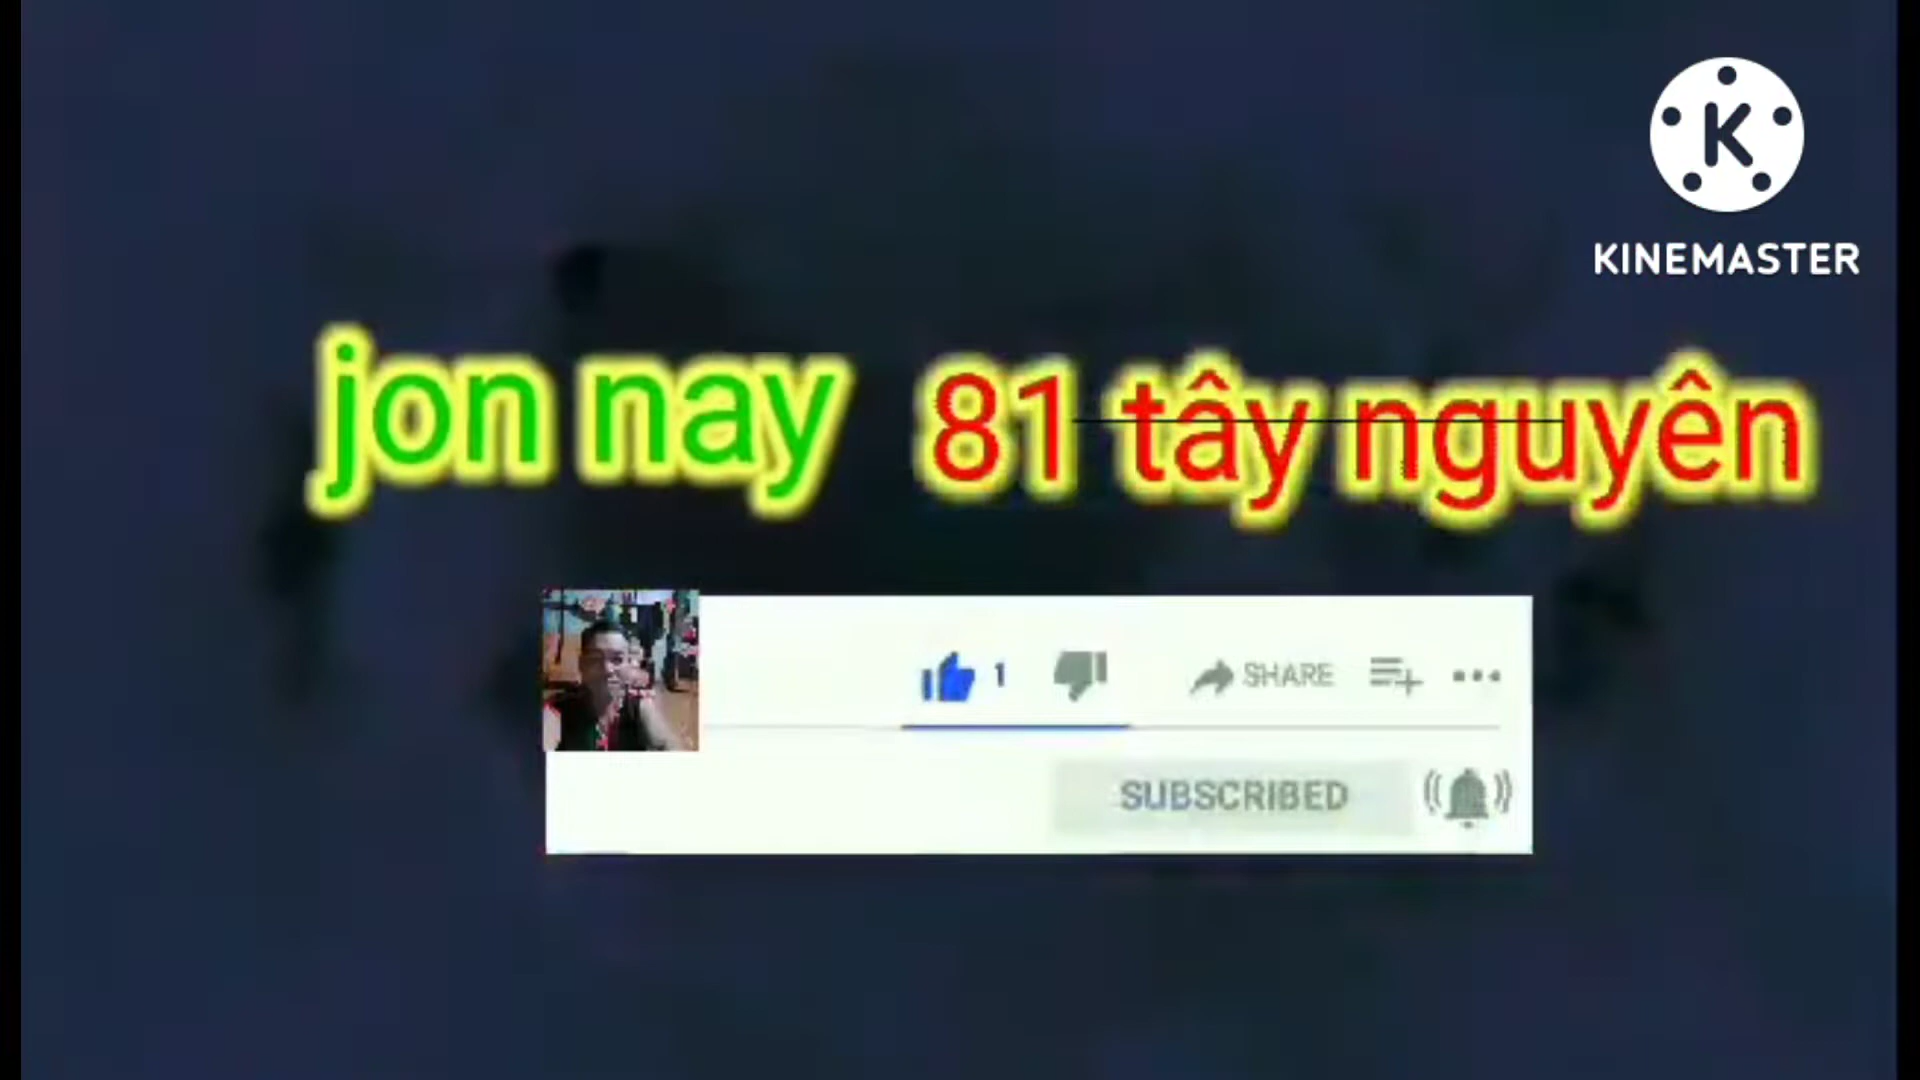 K
KINEMASTER
jon nay 81 tây nguyên
1 SHARE
SUBSCRIBED